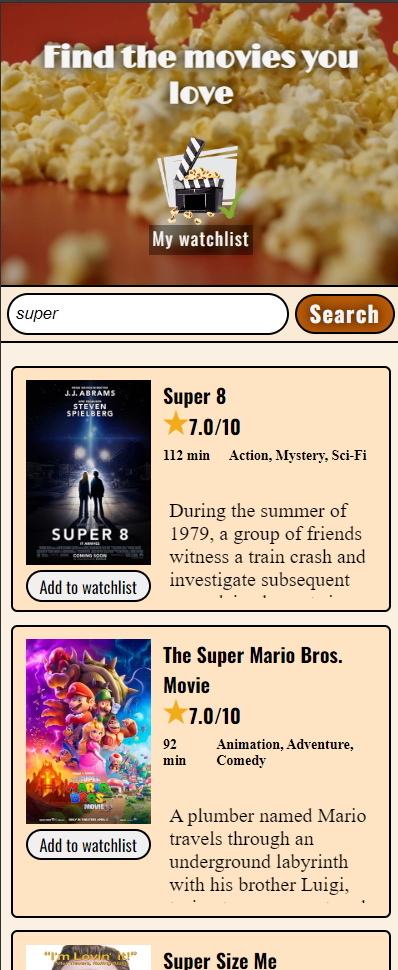 Find the movies you
love
My watchlist
super
Search
J.J. ABRAMS
STEVEN
SPIELBERG
SUPER 8
IT ARRIVES
COMING SOON
Add to watchlist
Super 8
7.0/10
112 min Action, Mystery, Sci-Fi
During the summer of
1979, a group of friends
witness a train crash and
investigate subsequent
THE SUPER
MARIO
BROS.
MOVIE
Add to watchlist
The Super Mario Bros.
Movie
7.0/10
92
min
Animation, Adventure,
Comedy
A plumber named Mario
travels through an
underground labyrinth
with his brother Luigi,
"I'm Lovin' It!"
Super Size Me